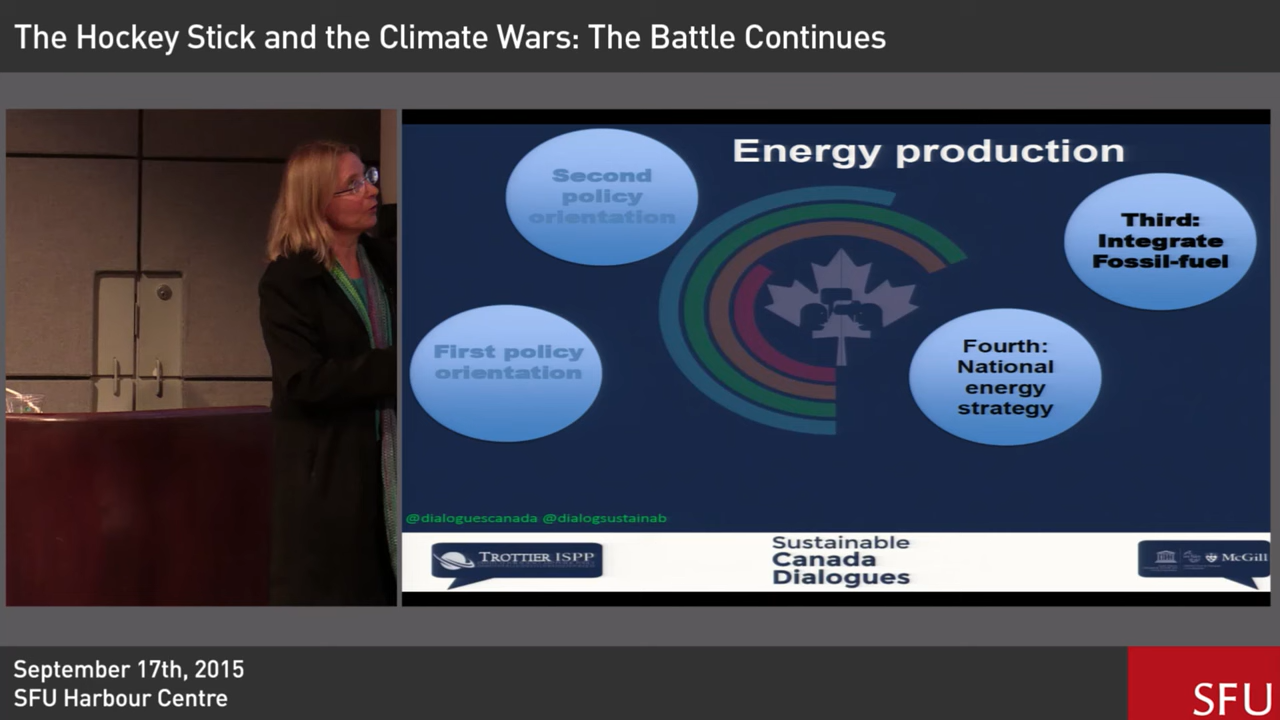 The Hockey Stick and the Climate Wars: The Battle Continues
Energy production
Second
policy
orientation
Third:
Integrate
Fossil-fuel
First policy
orientation
Fourth:
National
energy
strategy
@dialoguescanada @dialogsustainab
TROTTIER ISPP
Sustainable
Canada
Dialogues
McGill
September 17th, 2015
SFU Harbour Centre
SFU